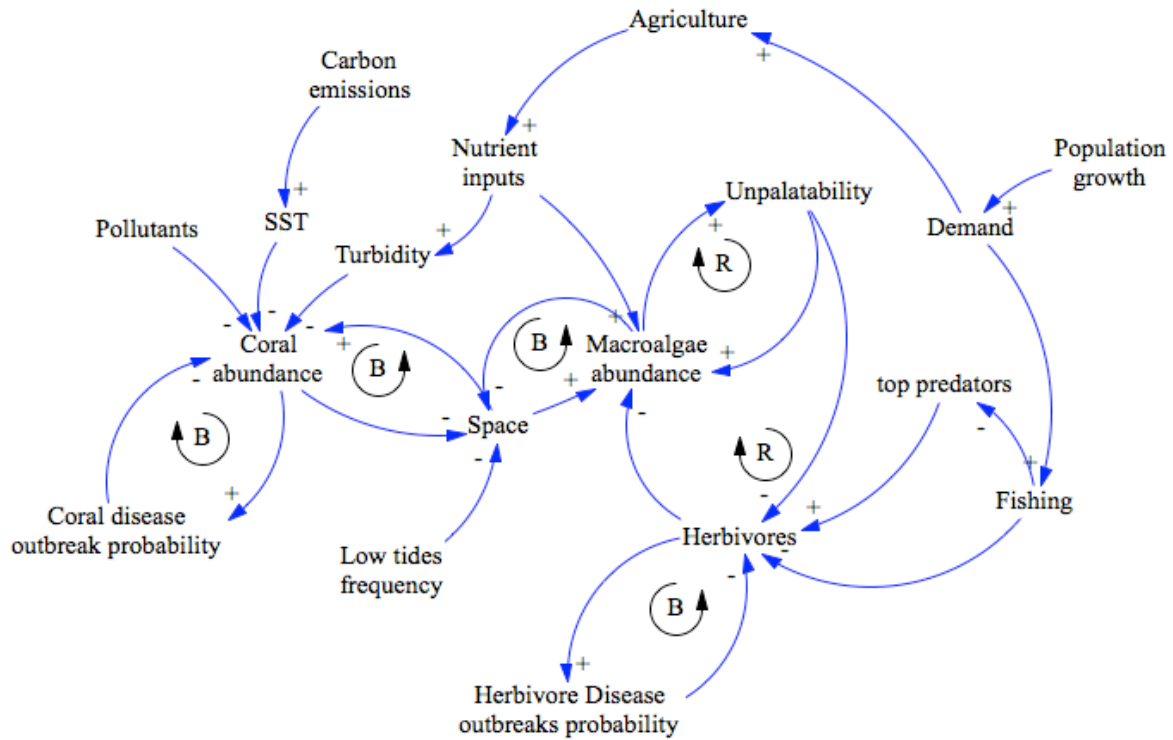 Agriculture
+
Carbon
emissions
+
Nutrient
inputs
Population
growth
+
Unpalatability
+
SST
+
Pollutants
Demand
+
+
Turbidity
R
-
-
-
+
Coral
abundance
+
B
B
Macroalgae
abundance
+
-
+
-
top predators
-
-
Space
-
B
-
R
+
+
Fishing
-
+
Coral disease
outbreak probability
Herbivores
-
Low tides
frequency
-
B
+
Herbivore Disease
outbreaks probability